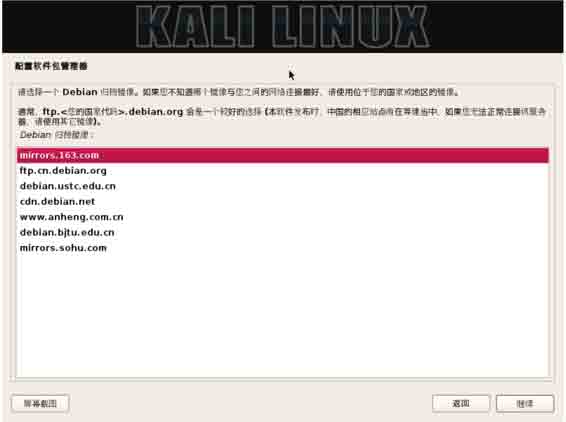 KALI LINUX
配置软件包管理器
请选择一个 Debian 归档镜像。如果您不知道哪个镜像与您之间的网络连接最好，请使用位于您的国家或地区的镜像。
通常，ftp.<您的国家代码>.debian.org 会是一个较好的选择 (本软件发布时，中国的相应站点尚在筹建当中，如果您无法正常连接该服务
器，请使用其它镜像)。
Debian 归档镜像：
mirrors.163.com
ftp.cn.debian.org
debian.ustc.edu.cn
cdn.debian.net
www.anheng.com.cn
debian.bjtu.edu.cn
mirrors.sohu.com
屏幕截图
返回
继续